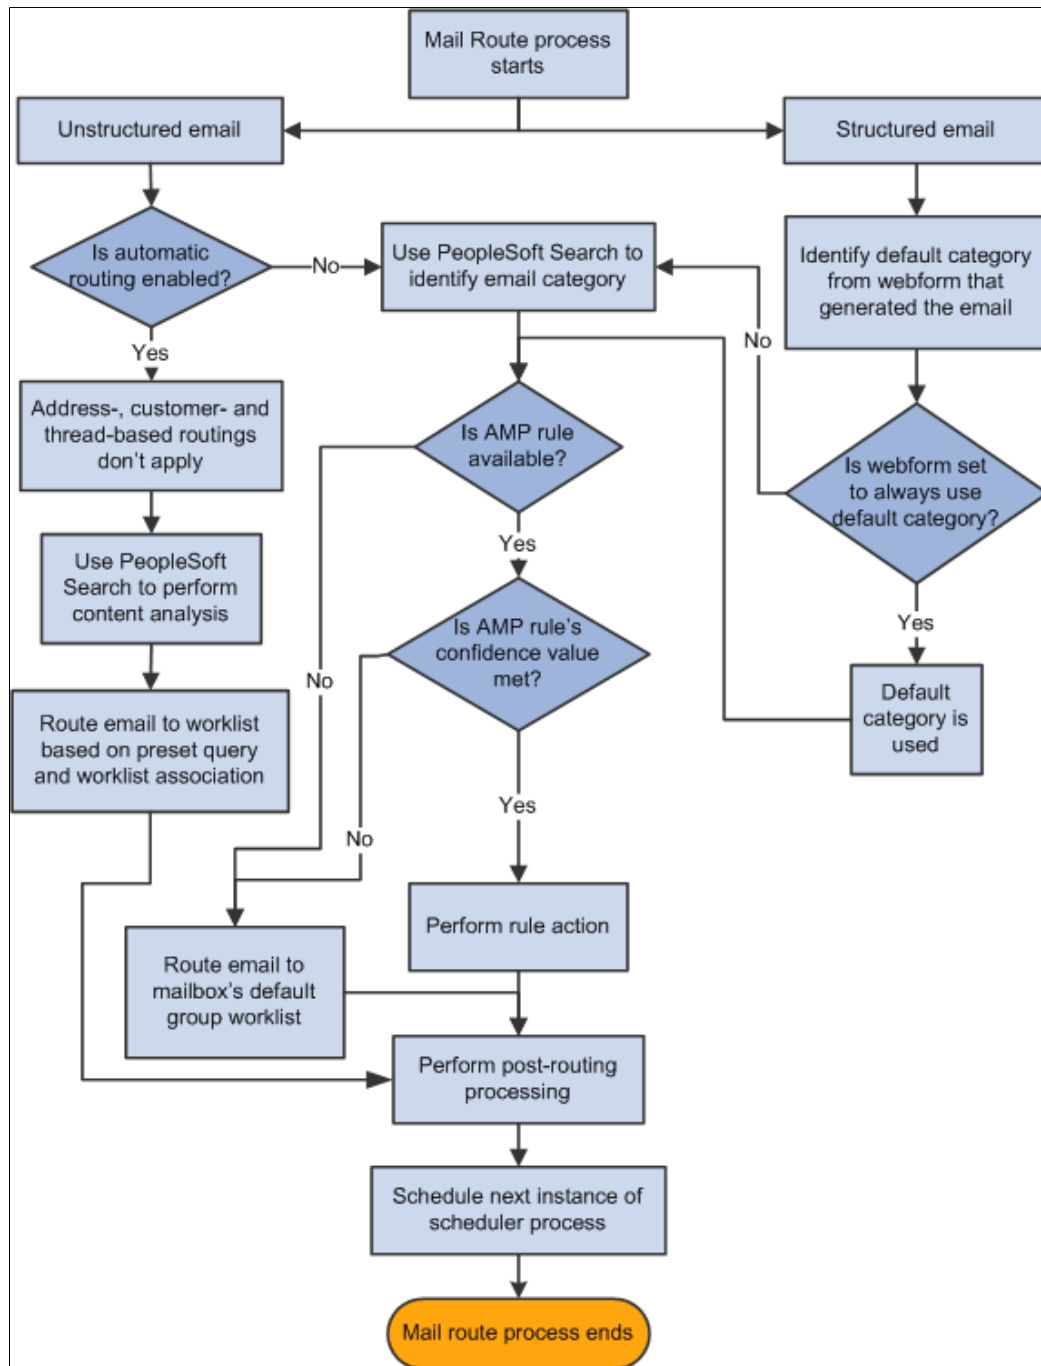 Mail Route process
starts
Unstructured email
Structured email
Is automatic
routing enabled?
No
Use PeopleSoft Search to
identify email category
Identify default category
from webform that
generated the email
No
Yes
Address-, customer- and
thread-based routings
don't apply
Is AMP rule
available?
Is webform set
to always use
default category?
Use PeopleSoft
Search to perform
content analysis
Yes
Is AMP rule's
confidence value
met?
Yes
No
Default
category is
used
Route email to worklist
based on preset query
and worklist association
Yes
No
Perform rule action
Route email to
mailbox's default
group worklist
Perform post-routing
processing
Schedule next instance of
scheduler process
Mail route process ends